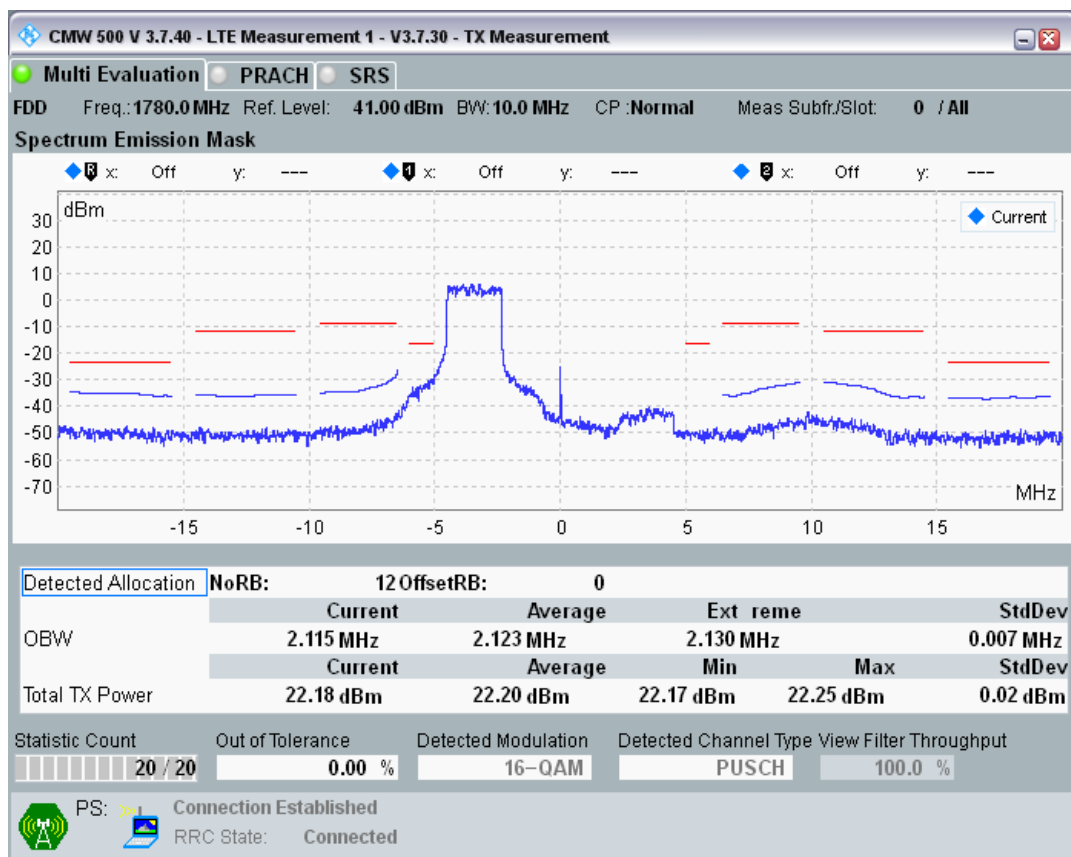 CMW 500 V 3.7.40 - LTE Measurement 1 - V3.7.30 - TX Measurement
Multi Evaluation PRACH SRS
FDD Freq.: 1780.0 MHz Ref. Level: 41.00 dBm BW: 10.0 MHz CP :Normal Meas Subfr./Slot: 0 / All
Spectrum Emission Mask
R x: Off y: --- 1 x: Off y: --- 2 x: Off y: ---
dBm
Current
30
20
10
0
-10
-20
-30
-40
-50
-60
-70
MHz
-15 -10 -5 0 5 10 15
Detected Allocation NoRB: 12 OffsetRB: 0
Current Average Ext reme StdDev
OBW 2.115 MHz 2.123 MHz 2.130 MHz 0.007 MHz
Current Average Min Max StdDev
Total TX Power 22.18 dBm 22.20 dBm 22.17 dBm 22.25 dBm 0.02 dBm
Statistic Count Out of Tolerance Detected Modulation Detected Channel Type View Filter Throughput
20 / 20 0.00 % 16-QAM PUSCH 100.0 %
PS: Connection Established
RRC State: Connected